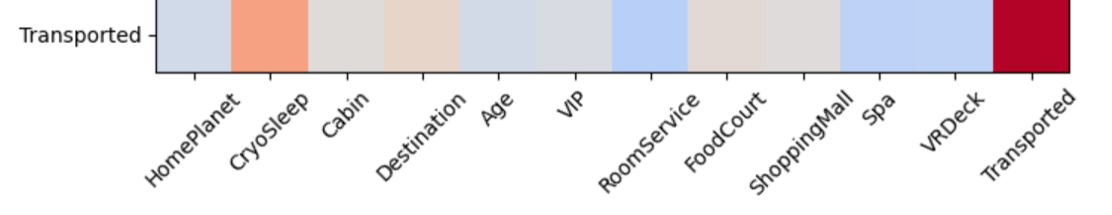 Transported
HomePlanet
CryoSleep
Cabin
Destination
Age
VIP
RoomService
FoodCourt
ShoppingMall
Spa
VRDeck
Transported